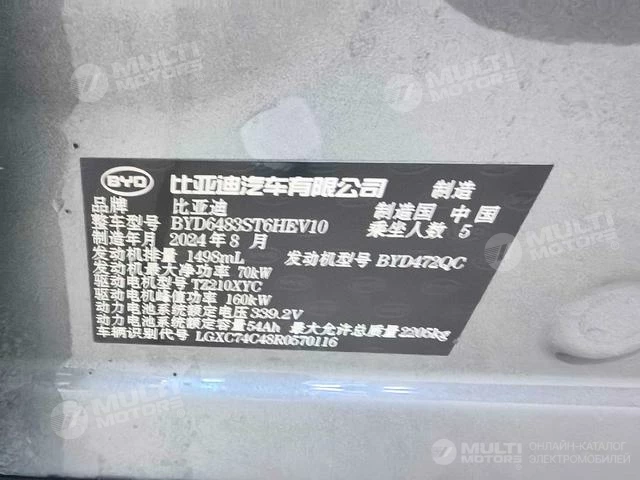 BYD 比亚迪汽车有限公司 制造
品牌 比亚迪 制造国 中国
整车型号 BYD6483ST6HEV10 乘坐人数 5
制造年月 2024年8月
发动机排量 1498mL 发动机型号 BYD472QC
发动机最大净功率 70kW
驱动电机型号 TZ210XYC
驱动电机峰值功率 160kW
动力电池系统额定电压 339.2V
动力电池系统额定容量 54Ah 最大允许总质量 2205kg
车辆识别代号 LGXC74C48R0570116
MULTI MOTORS
MULTI MOTORS
MULTI MOTORS
MULTI MOTORS
MULTI MOTORS ОНЛАЙН-КАТАЛОГ ЭЛЕКТРОМОБИЛЕЙ